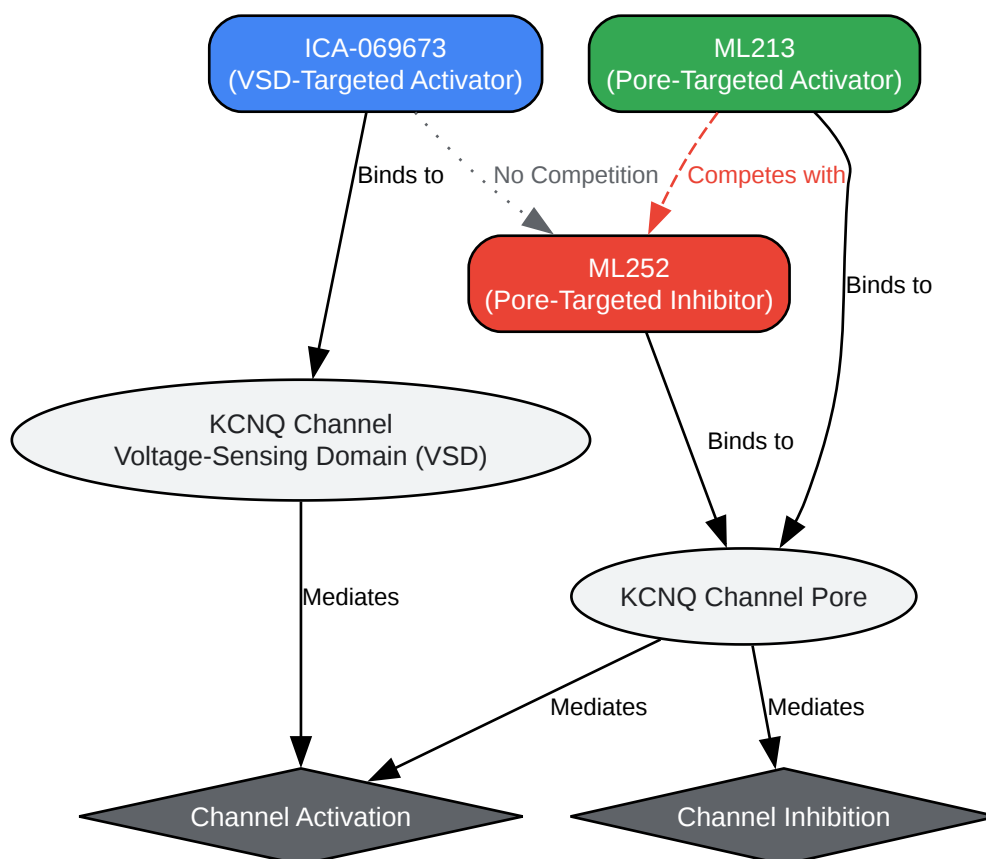 ICA-069673
(VSD-Targeted Activator)
ML213
(Pore-Targeted Activator)
Binds to
No Competition
Competes with
ML252
(Pore-Targeted Inhibitor)
Binds to
KCNQ Channel
Voltage-Sensing Domain (VSD)
Binds to
KCNQ Channel Pore
Mediates
Mediates
Mediates
Channel Activation
Channel Inhibition